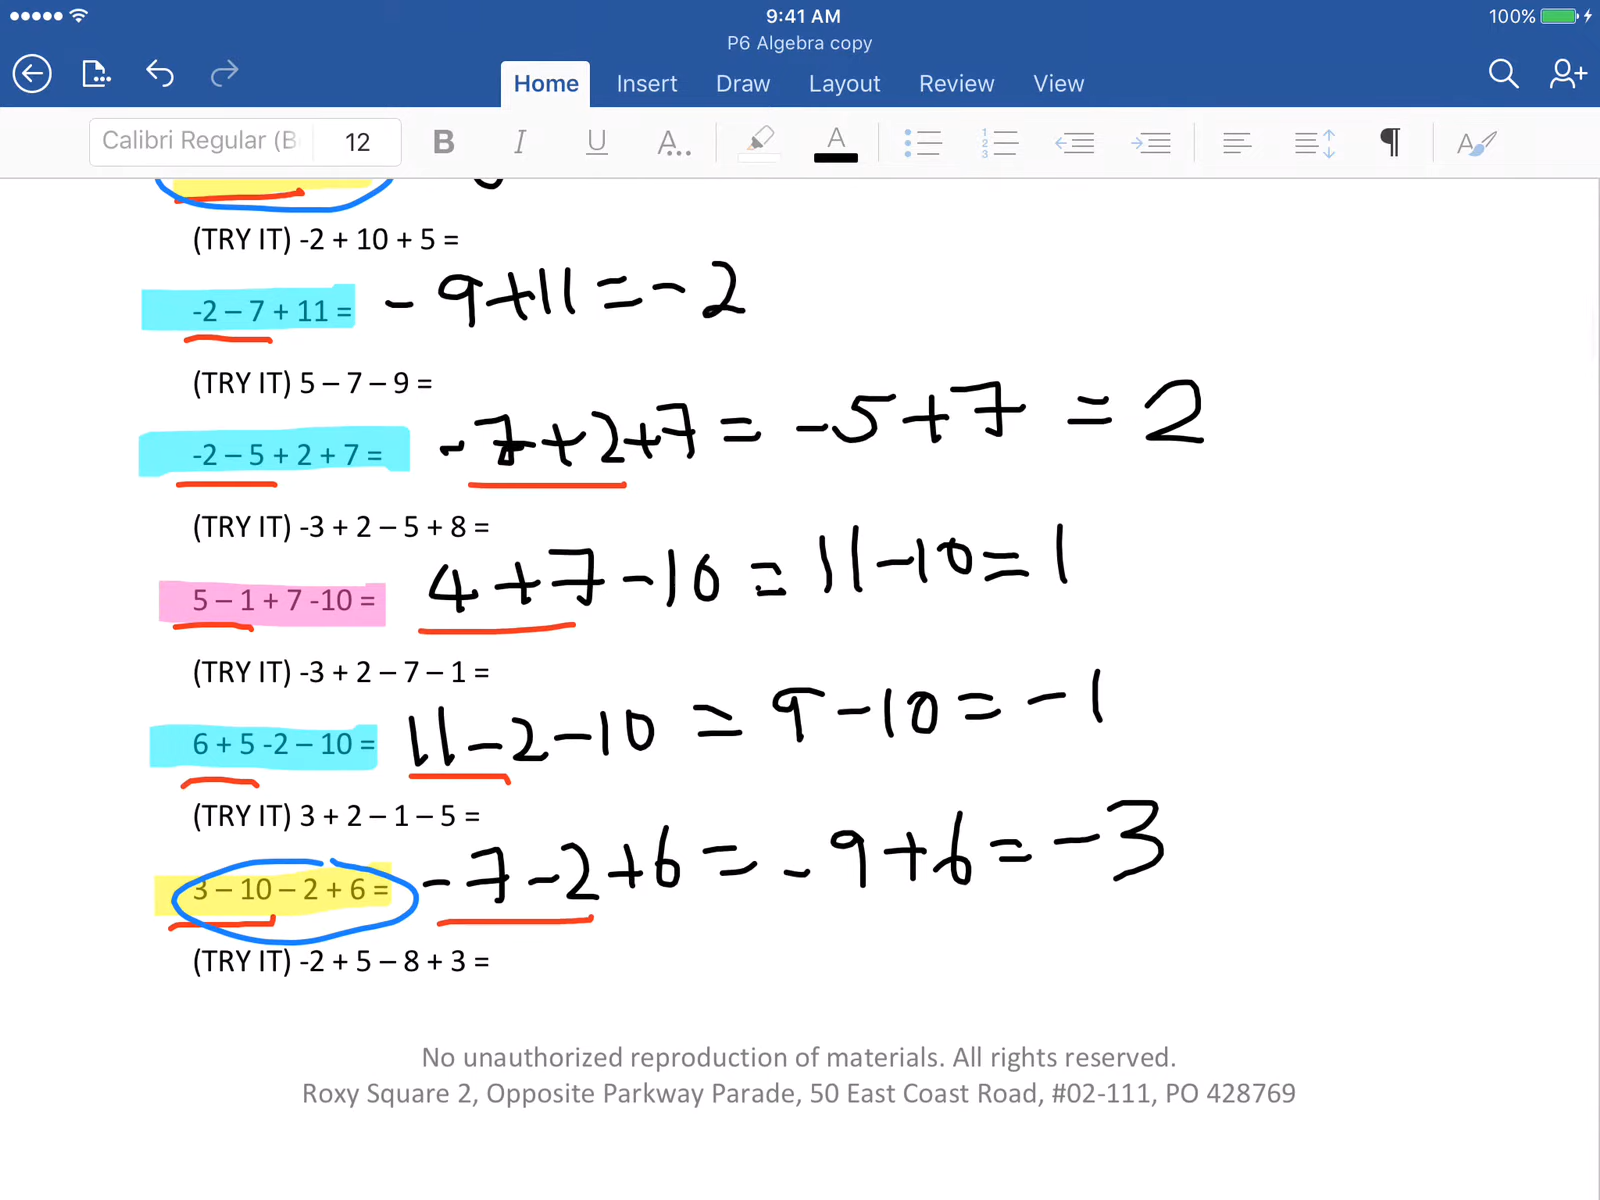 9:41 AM
100%
P6 Algebra copy
Home Insert Draw Layout Review View
Calibri Regular (B 12 B I U A.. A
(TRY IT) -2 + 10 + 5 =
-2 – 7 + 11 = - 9 + 11 = - 2
(TRY IT) 5 – 7 – 9 =
-2 – 5 + 2 + 7 = - 7 + 2 + 7 = - 5 + 7 = 2
(TRY IT) -3 + 2 – 5 + 8 =
5 – 1 + 7 -10 = 4 + 7 - 10 = 11 - 10 = 1
(TRY IT) -3 + 2 – 7 – 1 =
6 + 5 -2 – 10 = 11 - 2 - 10 = 9 - 10 = - 1
(TRY IT) 3 + 2 – 1 – 5 =
3 – 10 – 2 + 6 = - 7 - 2 + 6 = - 9 + 6 = - 3
(TRY IT) -2 + 5 – 8 + 3 =
No unauthorized reproduction of materials. All rights reserved.
Roxy Square 2, Opposite Parkway Parade, 50 East Coast Road, #02-111, PO 428769